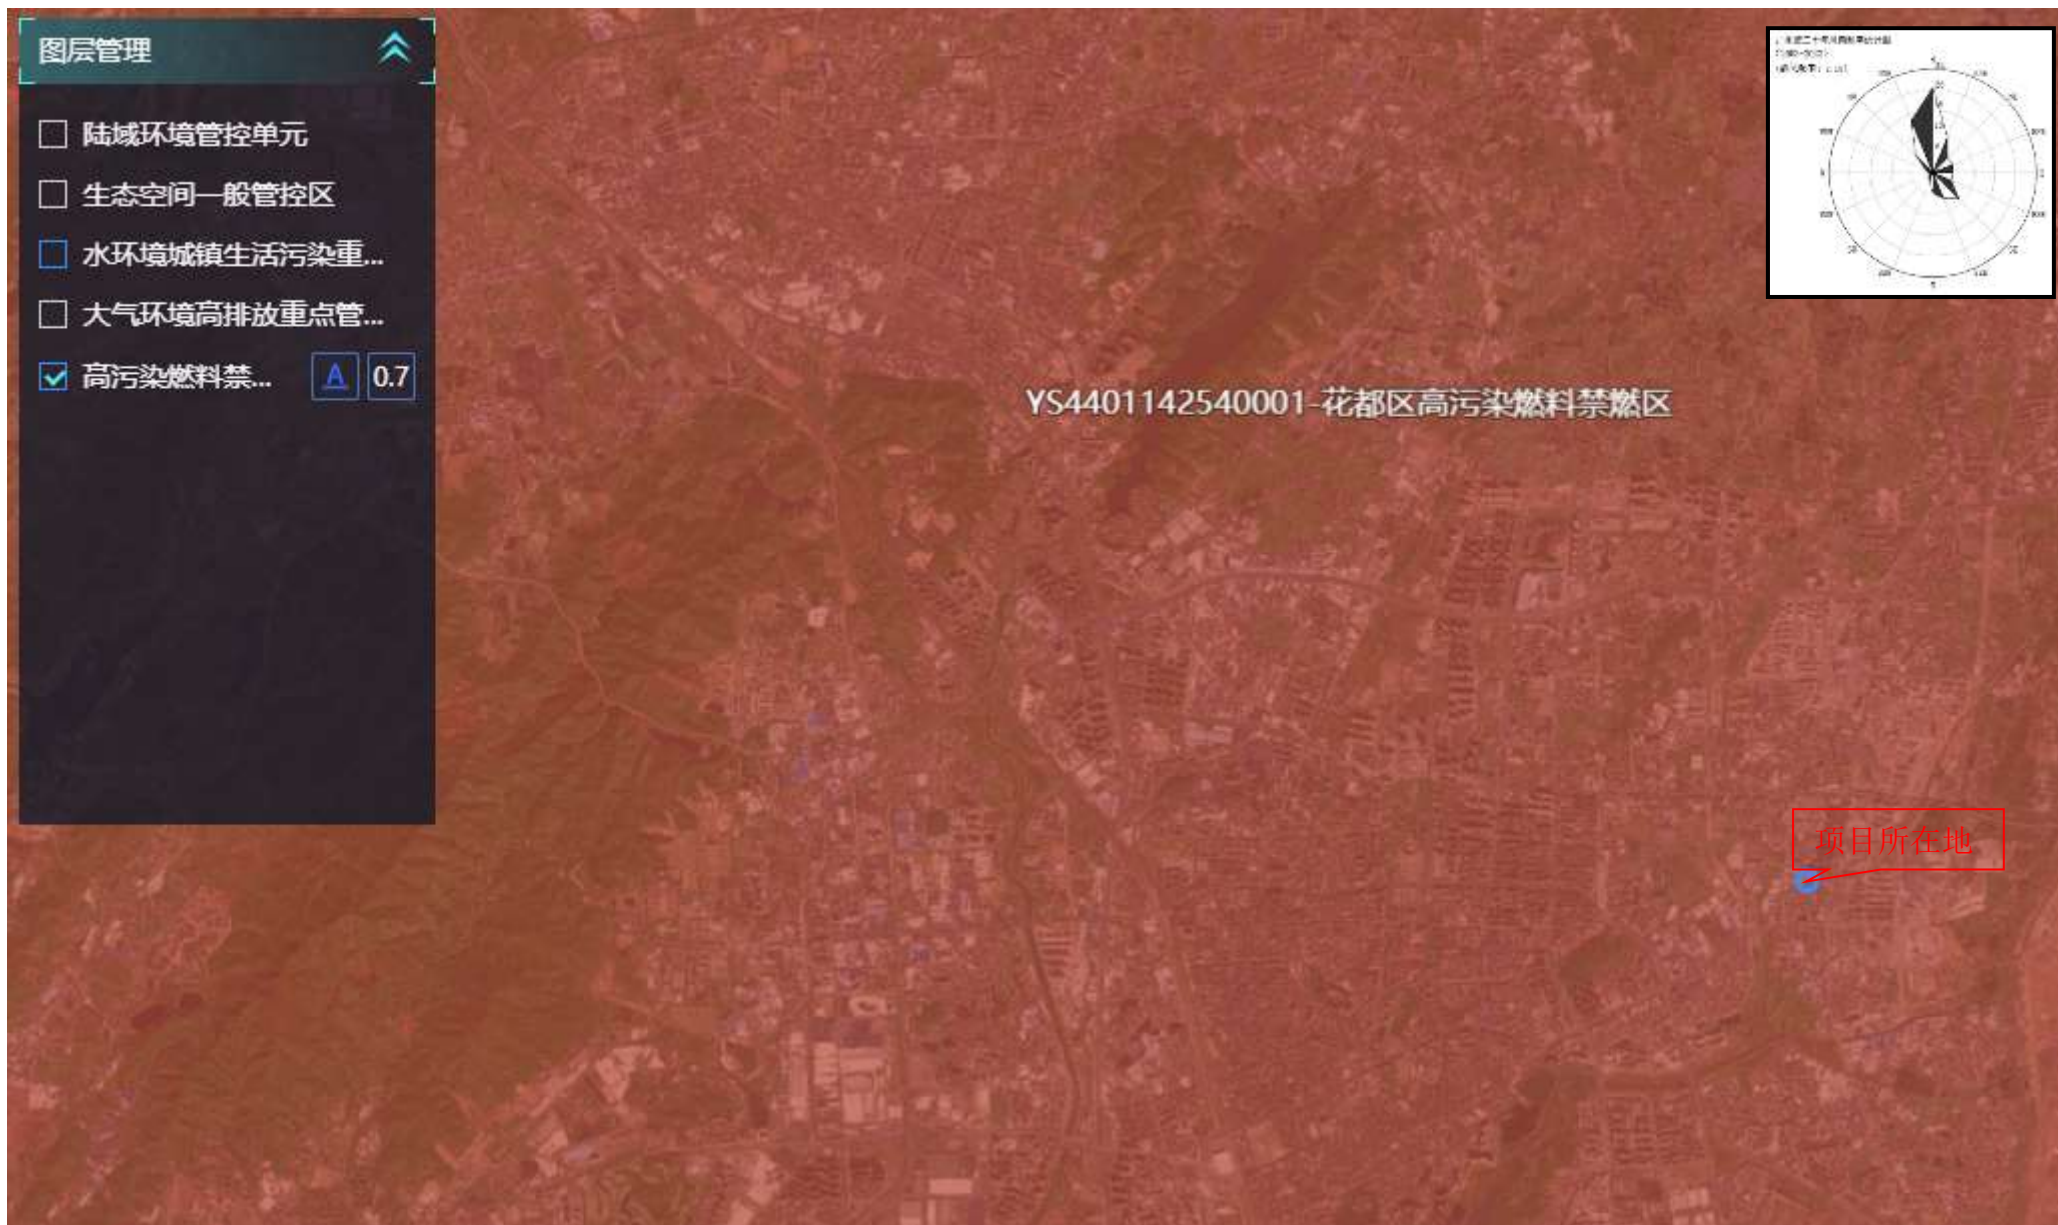 图层管理
陆域环境管控单元
生态空间一般管控区
水环境城镇生活污染重...
大气环境高排放重点管...
高污染燃料禁... A 0.7
YS4401142540001-花都区高污染燃料禁燃区
项目所在地